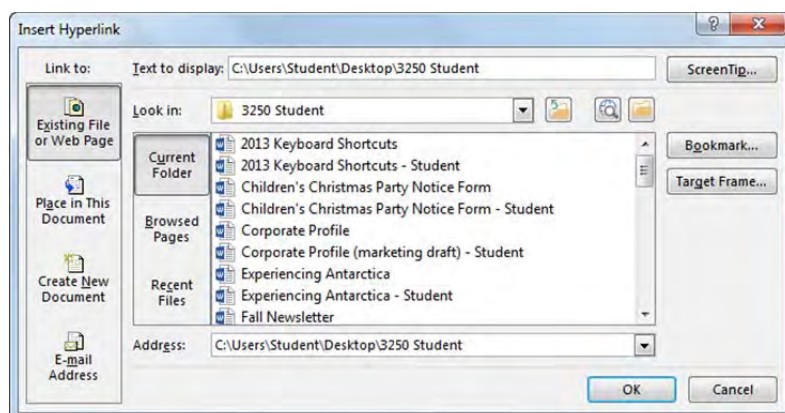 Insert Hyperlink
Link to:
Text to display: C:\Users\Student\Desktop\3250 Student
ScreenTip...
Existing File
or Web Page
Look in: 3250 Student
Current
Folder
2013 Keyboard Shortcuts
2013 Keyboard Shortcuts - Student
Children's Christmas Party Notice Form
Children's Christmas Party Notice Form - Student
Corporate Profile
Corporate Profile (marketing draft) - Student
Experiencing Antarctica
Experiencing Antarctica - Student
Fall Newsletter
Bookmark...
Target Frame...
Place in This
Document
Browsed
Pages
Create New
Document
Recent
Files
E-mail
Address
Address: C:\Users\Student\Desktop\3250 Student
OK
Cancel